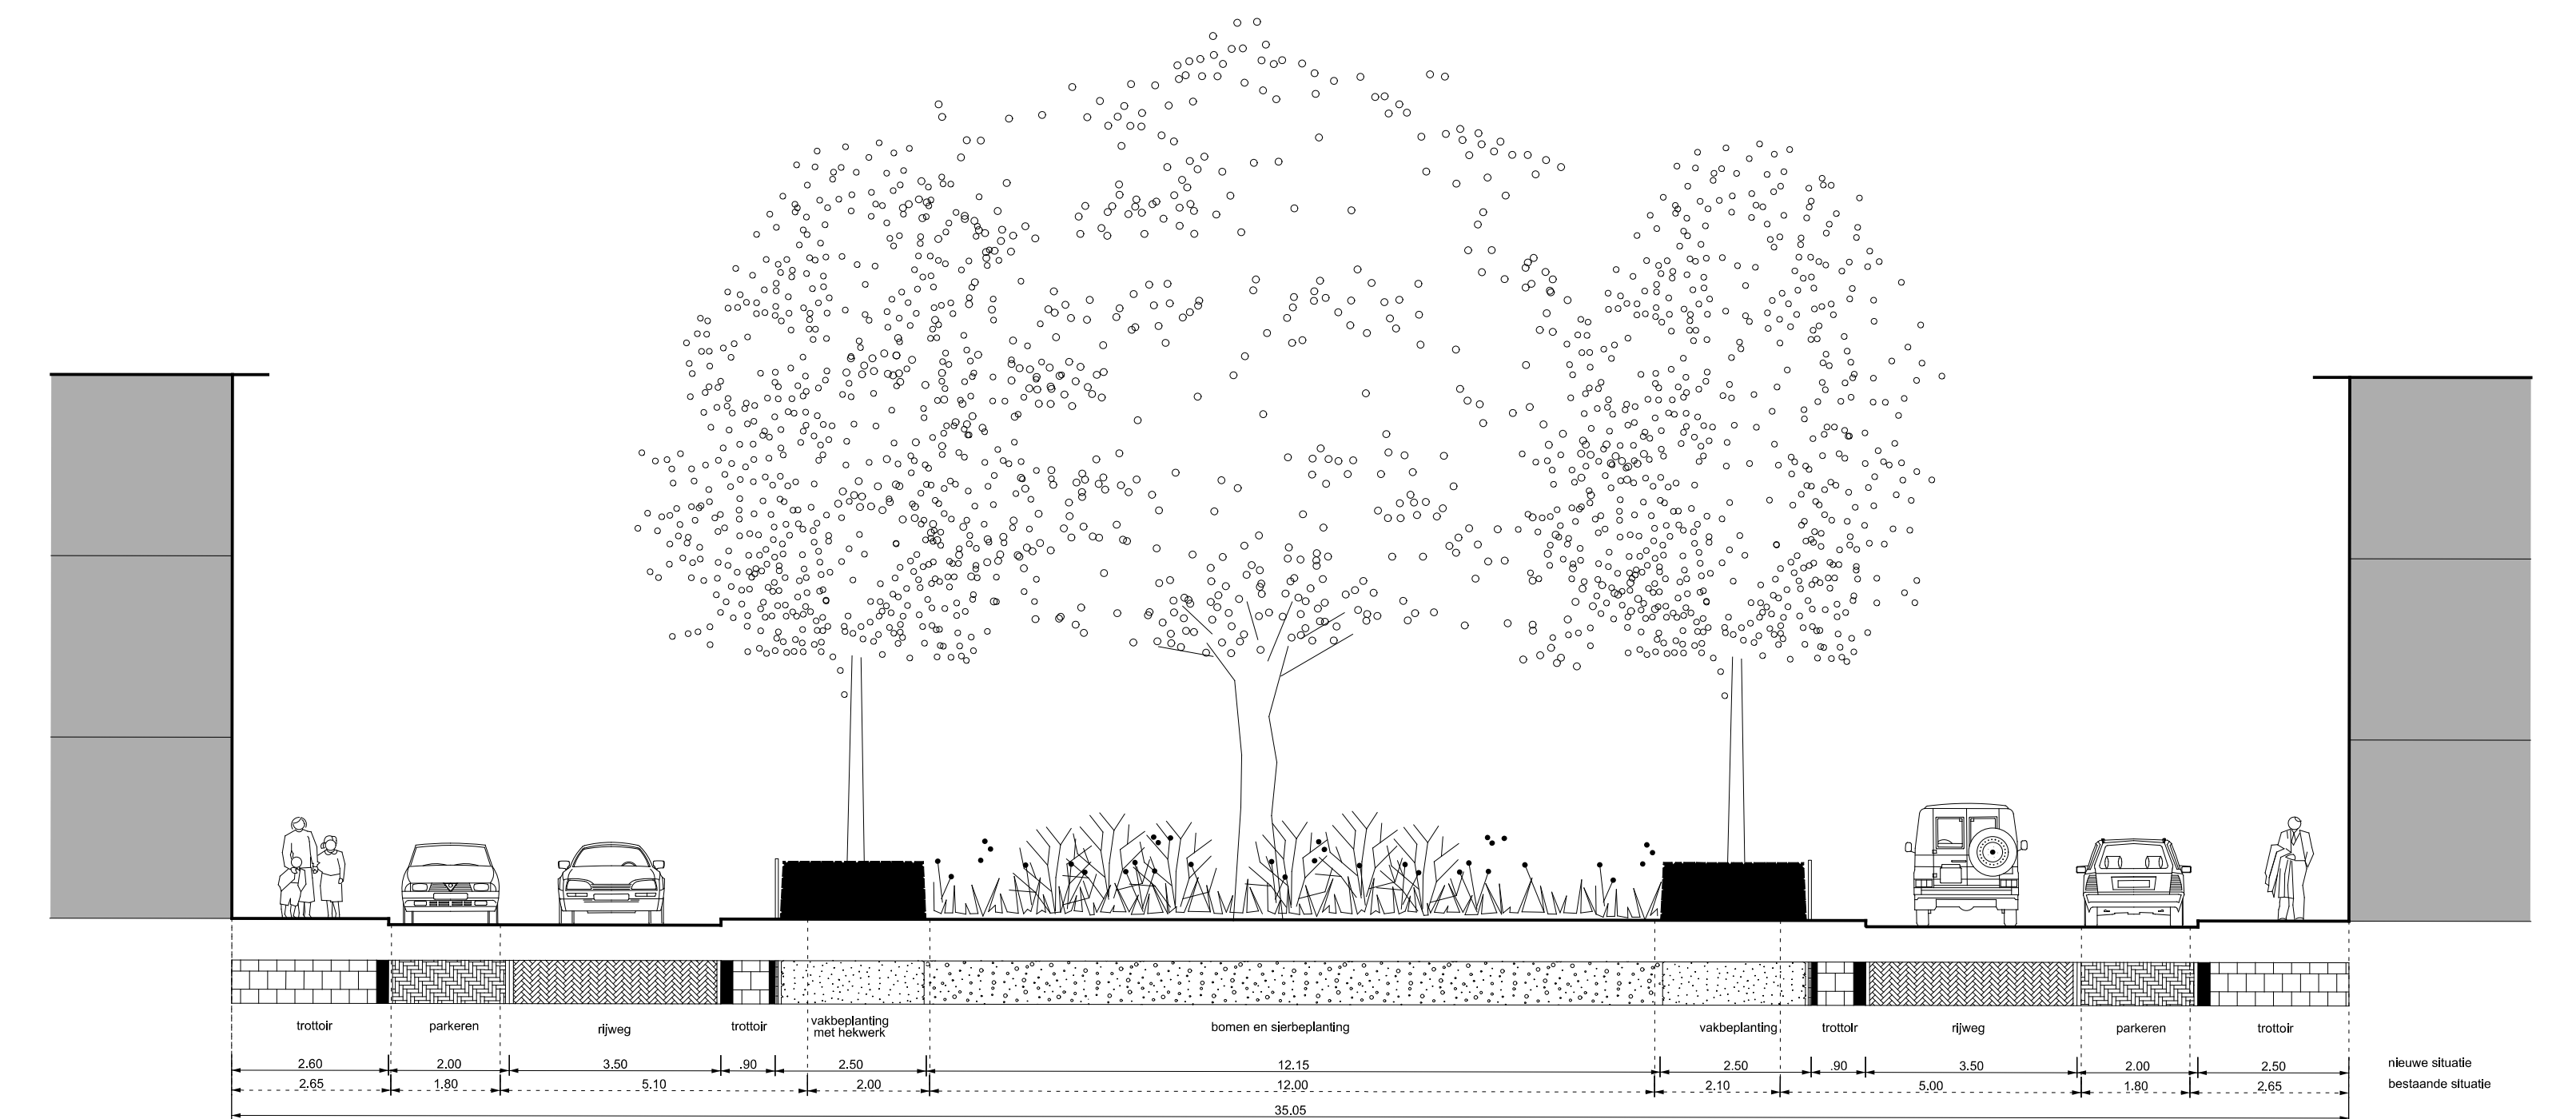 trottoir parkeren rijweg trottoir vakbeplanting bomen en sierbeplanting vakbeplanting trottoir rijweg parkeren trottoir
met hekwerk
2.60 2.00 3.50 .90 2.50 12.15 2.50 .90 3.50 2.00 2.50 nieuwe situatie
2.65 1.80 5.10 2.00 12.00 2.10 5.00 1.80 2.65 bestaande situatie
35.05